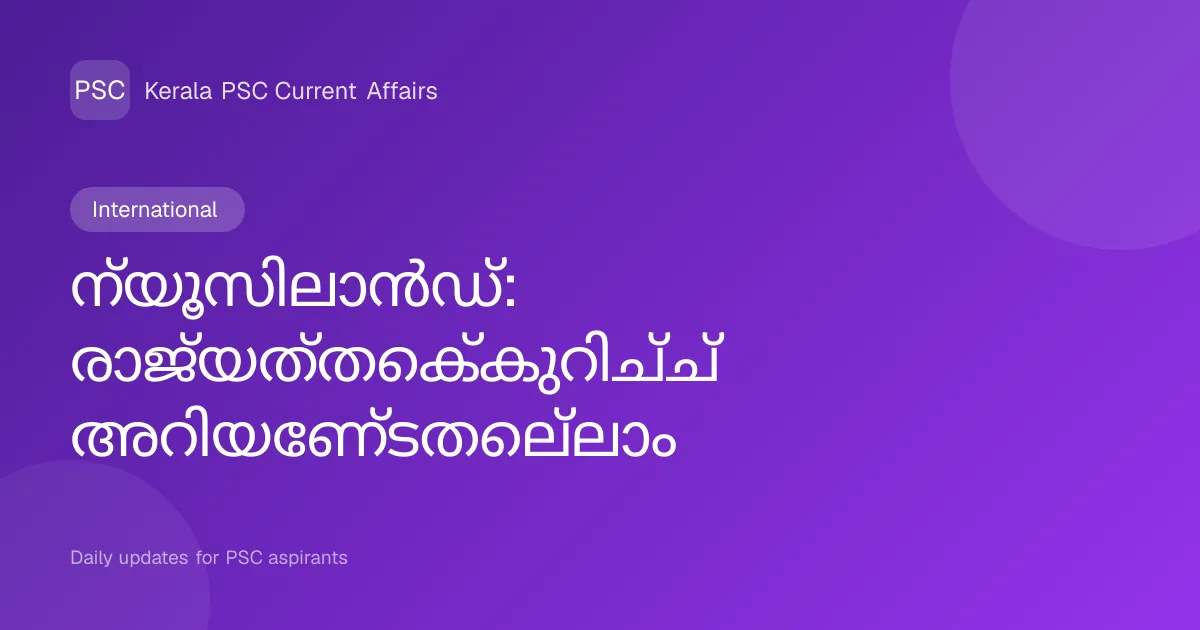 PSC
Kerala PSC Current Affairs
International
ന്യൂസിലാൻഡ്:
രാജ്യത്തെക്കുറിച്ച്
അറിയേണ്ടതെല്ലാം
Daily updates for PSC aspirants